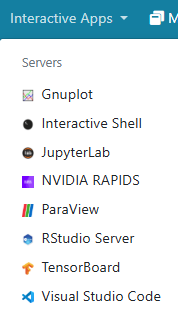 Interactive Apps
M
Servers
Gnuplot
Interactive Shell
JupyterLab
NVIDIA RAPIDS
ParaView
RStudio Server
TensorBoard
Visual Studio Code